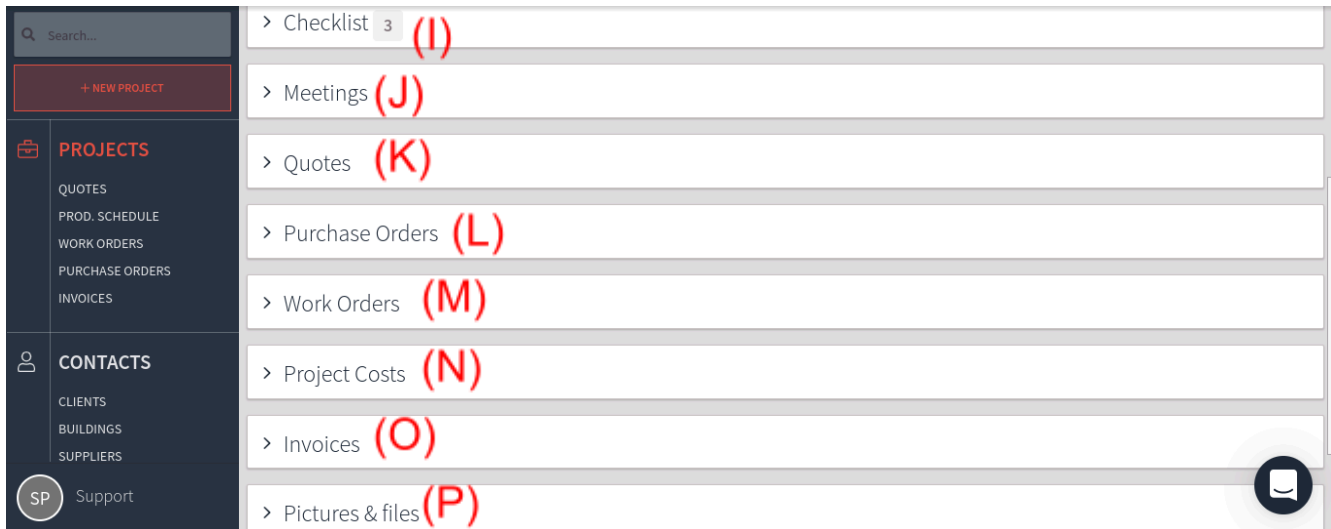 Search...
+ NEW PROJECT
PROJECTS
QUOTES
PROD. SCHEDULE
WORK ORDERS
PURCHASE ORDERS
INVOICES
CONTACTS
CLIENTS
BUILDINGS
SUPPLIERS
SP Support
Checklist 3 (I)
Meetings (J)
Quotes (K)
Purchase Orders (L)
Work Orders (M)
Project Costs (N)
Invoices (O)
Pictures & files (P)